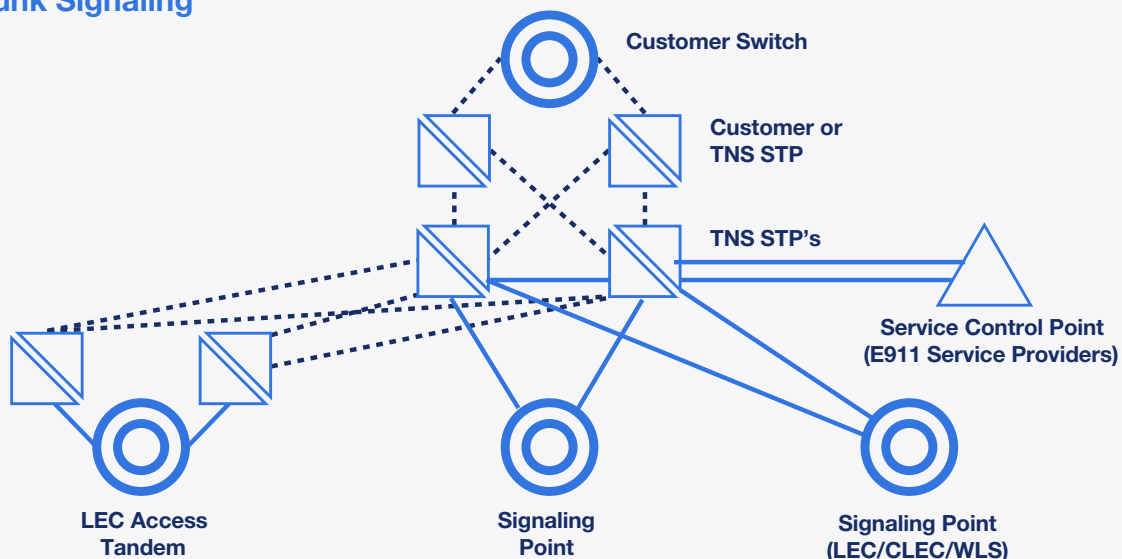 Signaling
Customer Switch
Customer or
TNS STP
TNS STP's
Service Control Point
(E911 Service Providers)
LEC Access
Tandem
Signaling
Point
Signaling Point
(LEC/CLEC/WLS)